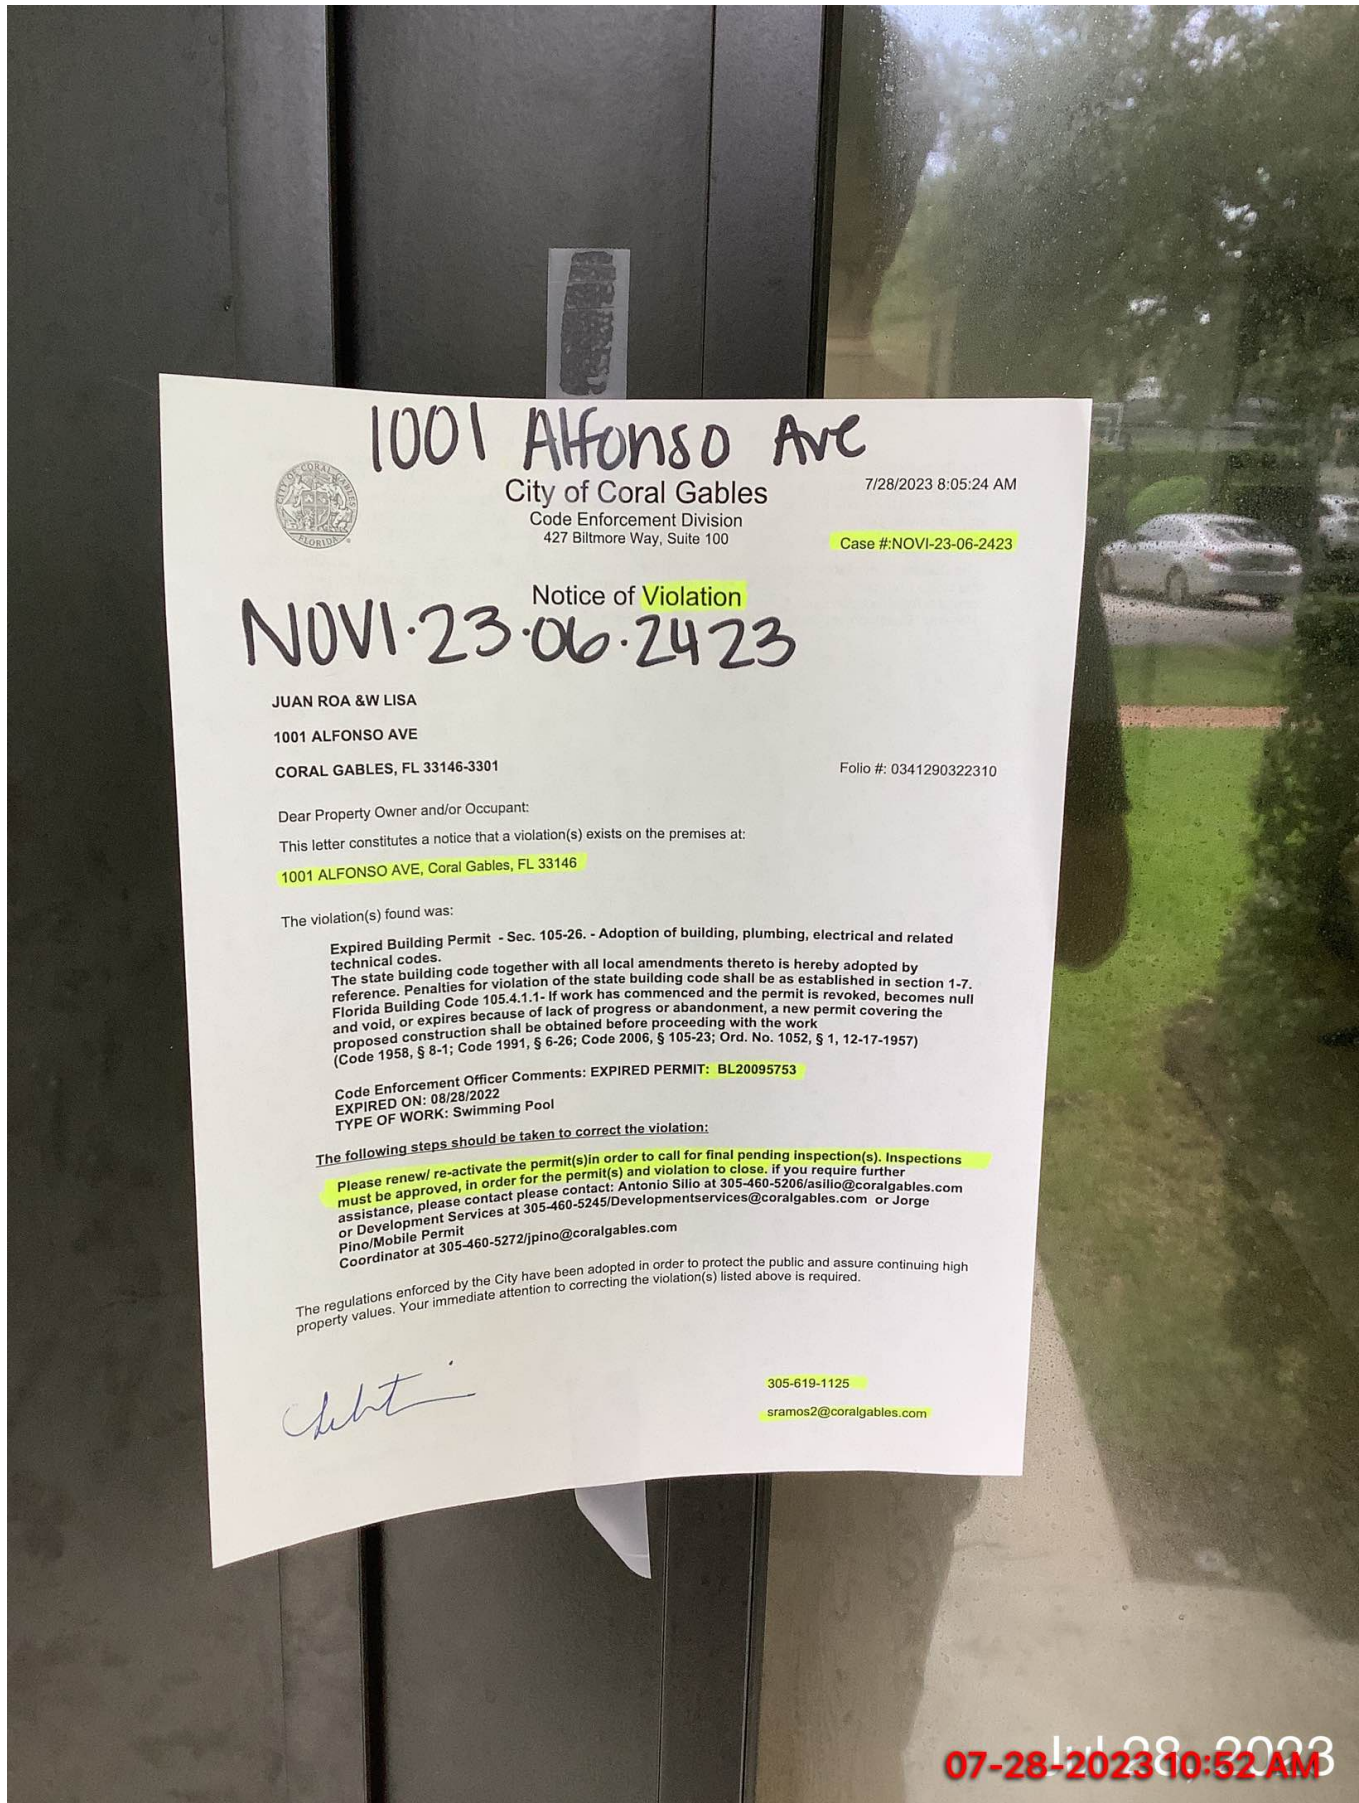 1001 Alfonso Ave
City of Coral Gables
7/28/2023 8:05:24 AM
Code Enforcement Division
427 Biltmore Way, Suite 100
Case #:NOVI-23-06-2423
CITY OF CORAL GABLES
FLORIDA
Notice of Violation
NOVI.23.06.2423
JUAN ROA &W LISA
1001 ALFONSO AVE
CORAL GABLES, FL 33146-3301
Folio #: 0341290322310
Dear Property Owner and/or Occupant:
This letter constitutes a notice that a violation(s) exists on the premises at:
1001 ALFONSO AVE, Coral Gables, FL 33146
The violation(s) found was:
Expired Building Permit - Sec. 105-26. - Adoption of building, plumbing, electrical and related
technical codes.
The state building code together with all local amendments thereto is hereby adopted by
reference. Penalties for violation of the state building code shall be as established in section 1-7.
Florida Building Code 105.4.1.1- If work has commenced and the permit is revoked, becomes null
and void, or expires because of lack of progress or abandonment, a new permit covering the
proposed construction shall be obtained before proceeding with the work
(Code 1958, § 8-1; Code 1991, § 6-26; Code 2006, § 105-23; Ord. No. 1052, § 1, 12-17-1957)
Code Enforcement Officer Comments: EXPIRED PERMIT: BL20095753
EXPIRED ON: 08/28/2022
TYPE OF WORK: Swimming Pool
The following steps should be taken to correct the violation:
Please renew/ re-activate the permit(s)in order to call for final pending inspection(s). Inspections
must be approved, in order for the permit(s) and violation to close. if you require further
assistance, please contact please contact: Antonio Silio at 305-460-5206/asilio@coralgables.com
or Development Services at 305-460-5245/Developmentservices@coralgables.com or Jorge
Pino/Mobile Permit
Coordinator at 305-460-5272/jpino@coralgables.com
The regulations enforced by the City have been adopted in order to protect the public and assure continuing high
property values. Your immediate attention to correcting the violation(s) listed above is required.
305-619-1125
sramos2@coralgables.com
Jul 28, 2023
07-28-2023 10:52 AM